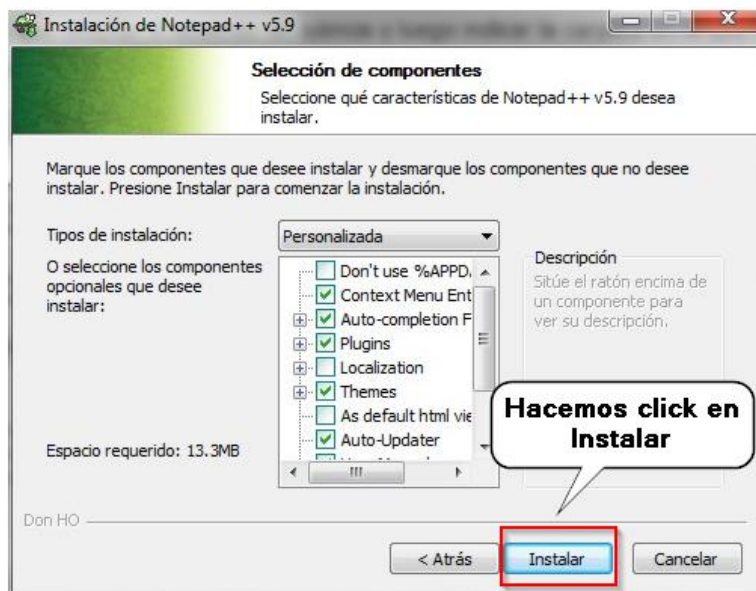 Instalación de Notepad++ v5.9
Selección de componentes
Seleccione qué características de Notepad++ v5.9 desea
instalar.
Marque los componentes que desee instalar y desmarque los componentes que no desee
instalar. Presione Instalar para comenzar la instalación.
Tipos de instalación:
Personalizada
O seleccione los componentes
opcionales que desee
instalar:
Don't use %APPD
Context Menu Ent
Auto-completion F
Plugins
Localization
Themes
As default html vie
Auto-Updater
Descripción
Sitúe el ratón encima de
un componente para
ver su descripción.
Espacio requerido: 13.3MB
Hacemos click en
Instalar
Don HO
< Atrás
Instalar
Cancelar